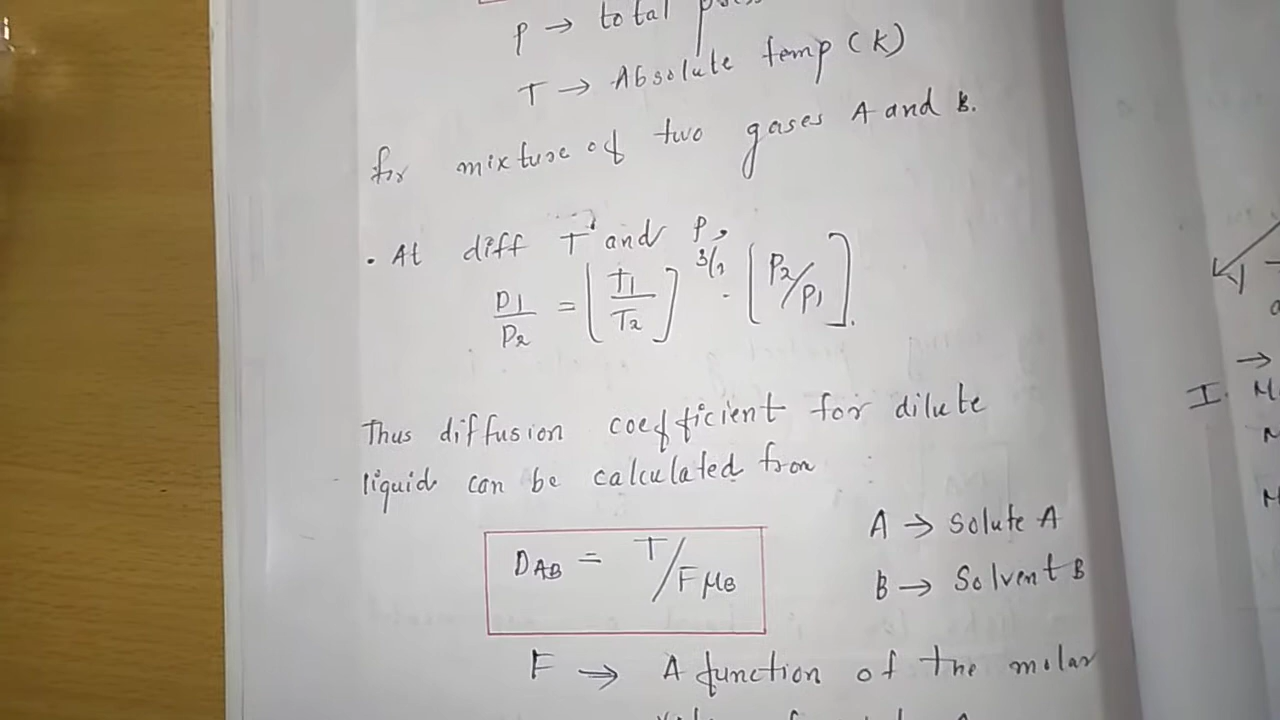 P → total
T → Absolute temp (K)
for mixture of two gases A and B.
• At diff T and P,
D1/D2 = [T1/T2]^3/2 · [P2/P1].
Thus diffusion coefficient for dilute
liquid can be calculated from
DAB = T/FμB
A → Solute A
B → Solvent B
F → A function of the molar
→
I.